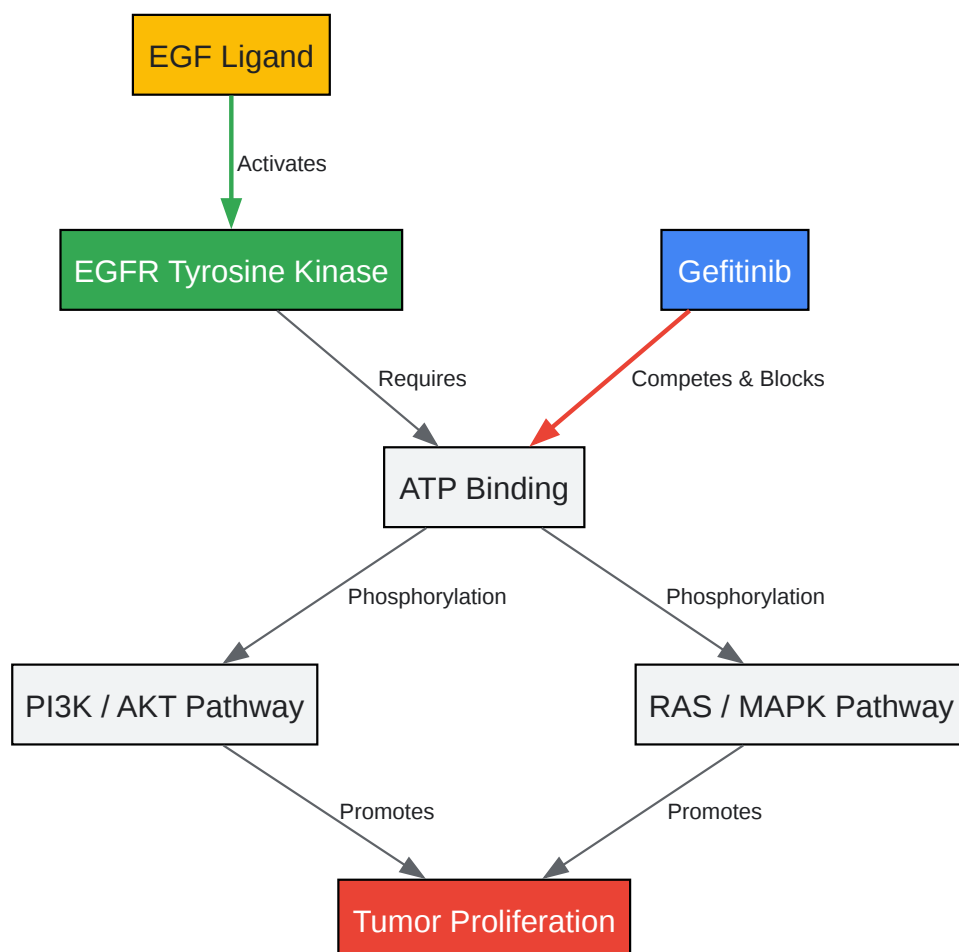 EGF Ligand
Activates
EGFR Tyrosine Kinase
Gefitinib
Requires
Competes & Blocks
ATP Binding
Phosphorylation
Phosphorylation
PI3K / AKT Pathway
RAS / MAPK Pathway
Promotes
Promotes
Tumor Proliferation